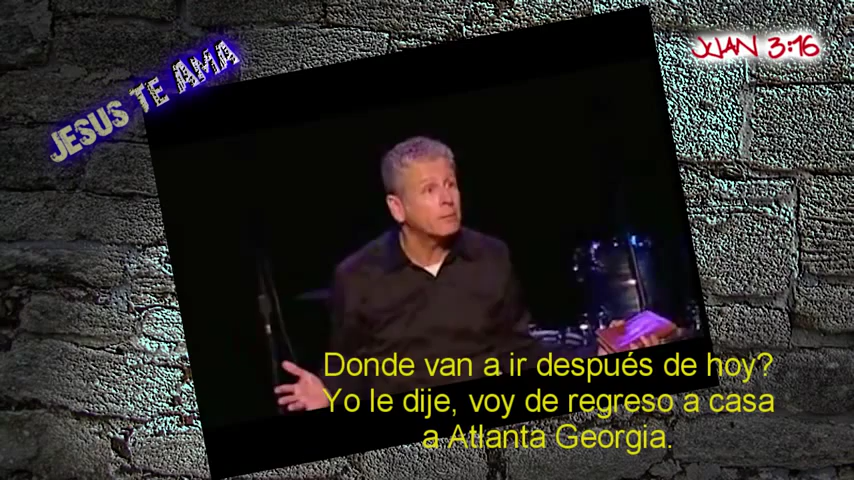 JESUS TE AMA
JUAN 3:16
Donde van a ir después de hoy?
Yo le dije, voy de regreso a casa
a Atlanta Georgia.